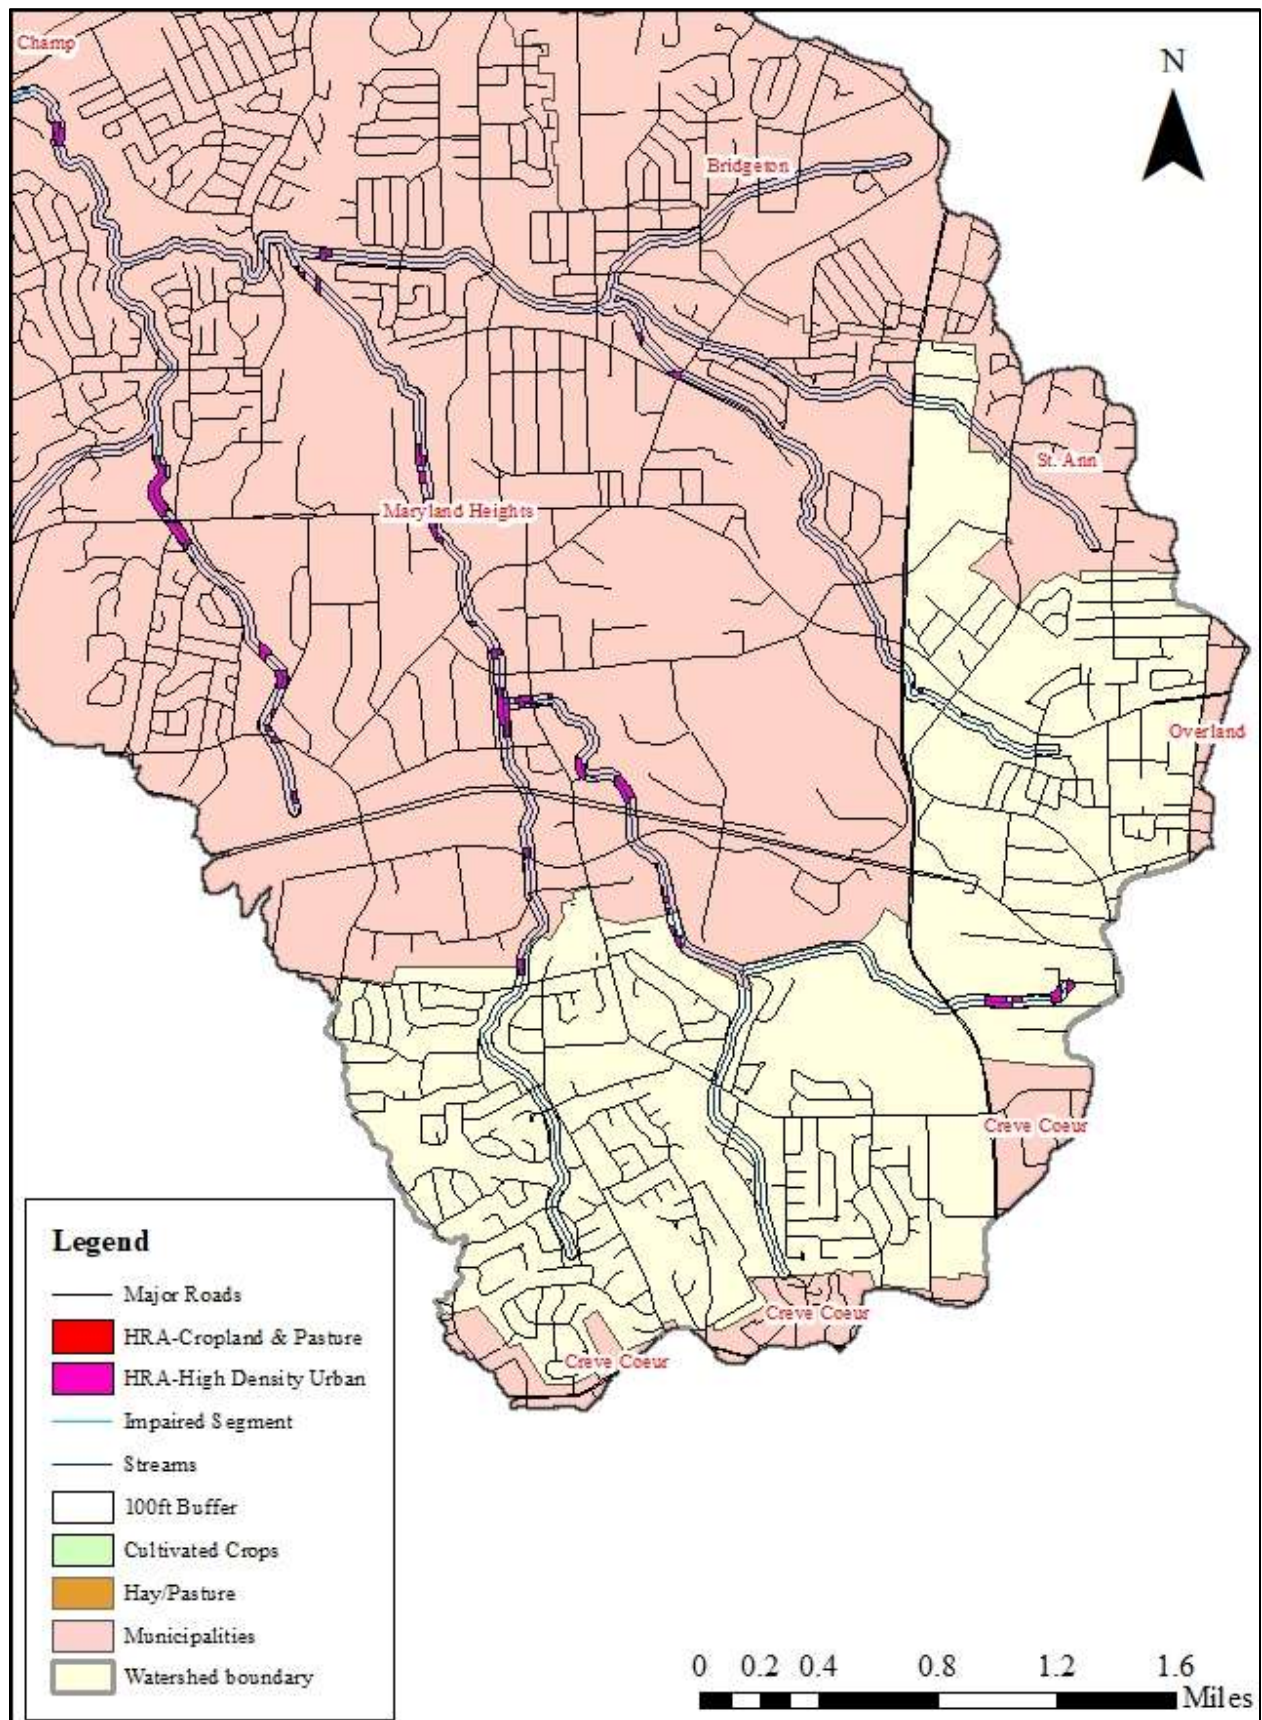 Champ
N
Bridgeton
St. Ann
Maryland Heights
Overland
Creve Coeur
Creve Coeur
Creve Coeur
Legend
Major Roads
HRA-Cropland & Pasture
HRA-High Density Urban
Impaired Segment
Streams
100ft Buffer
Cultivated Crops
Hay/Pasture
Municipalities
Watershed boundary
0 0.2 0.4 0.8 1.2 1.6
Miles